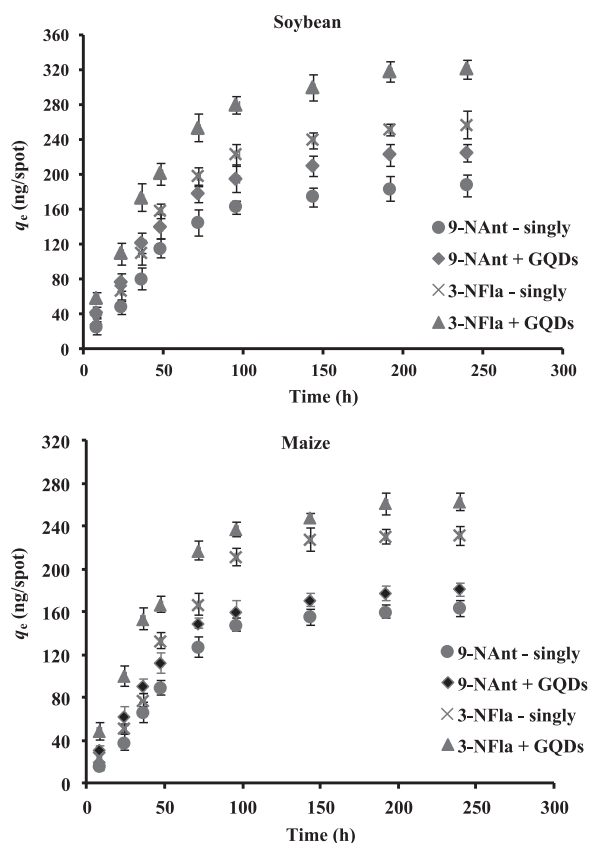 Soybean
360
320
280
240
200
160
120
80
40
0
qe (ng/spot)
9-NAnt - singly
9-NAnt + GQDs
3-NFla - singly
3-NFla + GQDs
0 50 100 150 200 250 300
Time (h)
Maize
320
280
240
200
160
120
80
40
0
qe (ng/spot)
9-NAnt - singly
9-NAnt + GQDs
3-NFla - singly
3-NFla + GQDs
0 50 100 150 200 250 300
Time (h)